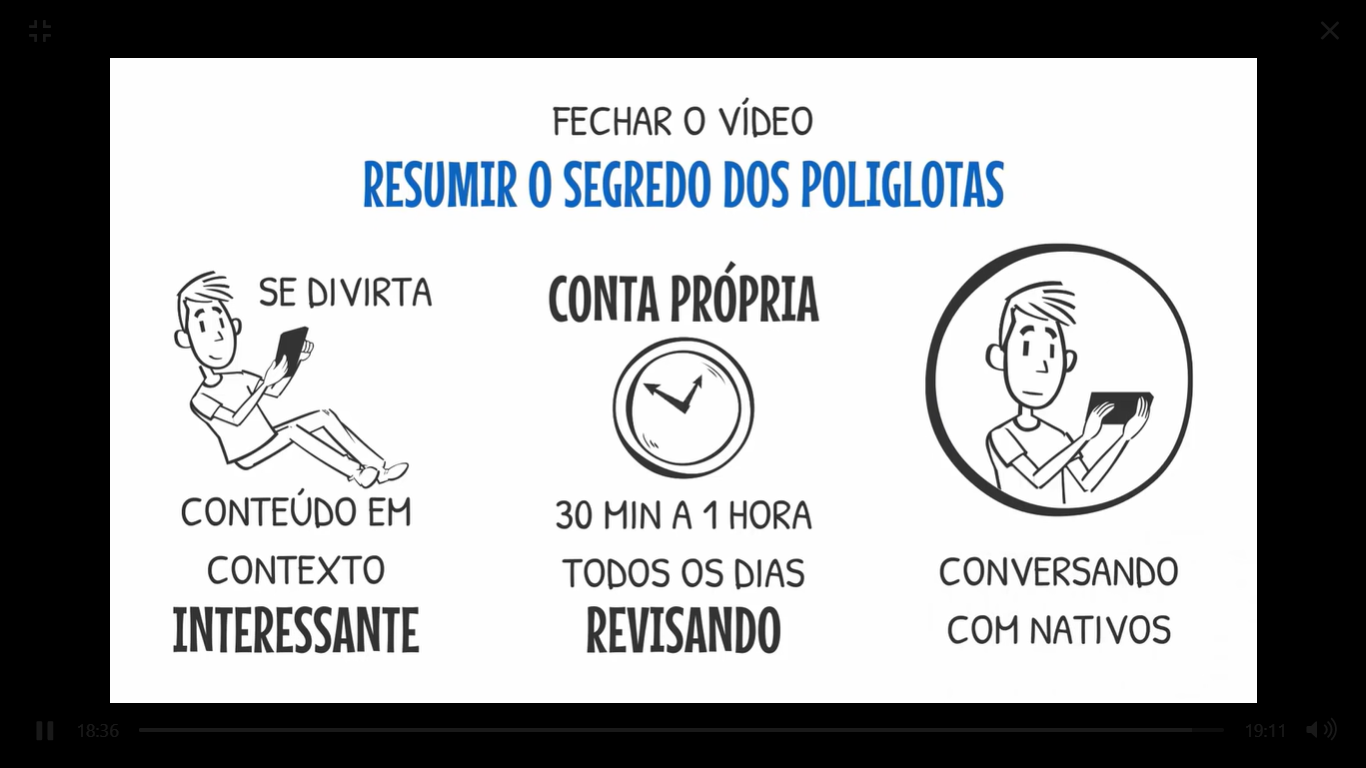 FECHAR O VÍDEO
RESUMIR O SEGREDO DOS POLIGLOTAS
SE DIVIRTA
CONTEÚDO EM
CONTEXTO
INTERESSANTE
CONTA PRÓPRIA
30 MIN A 1 HORA
TODOS OS DIAS
REVISANDO
CONVERSANDO
COM NATIVOS
18:36
19:11